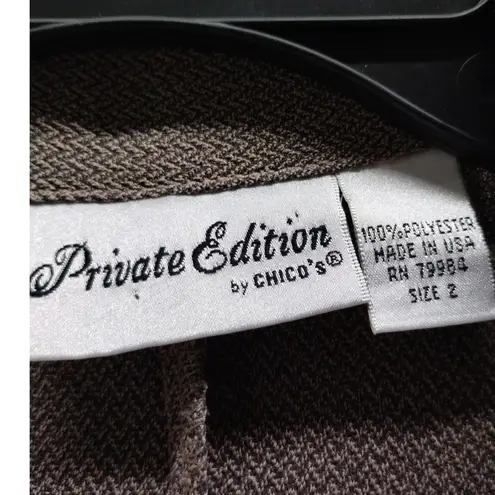 Private Edition
by CHICO's®
100% POLYESTER
MADE IN USA
RN 79984
SIZE 2